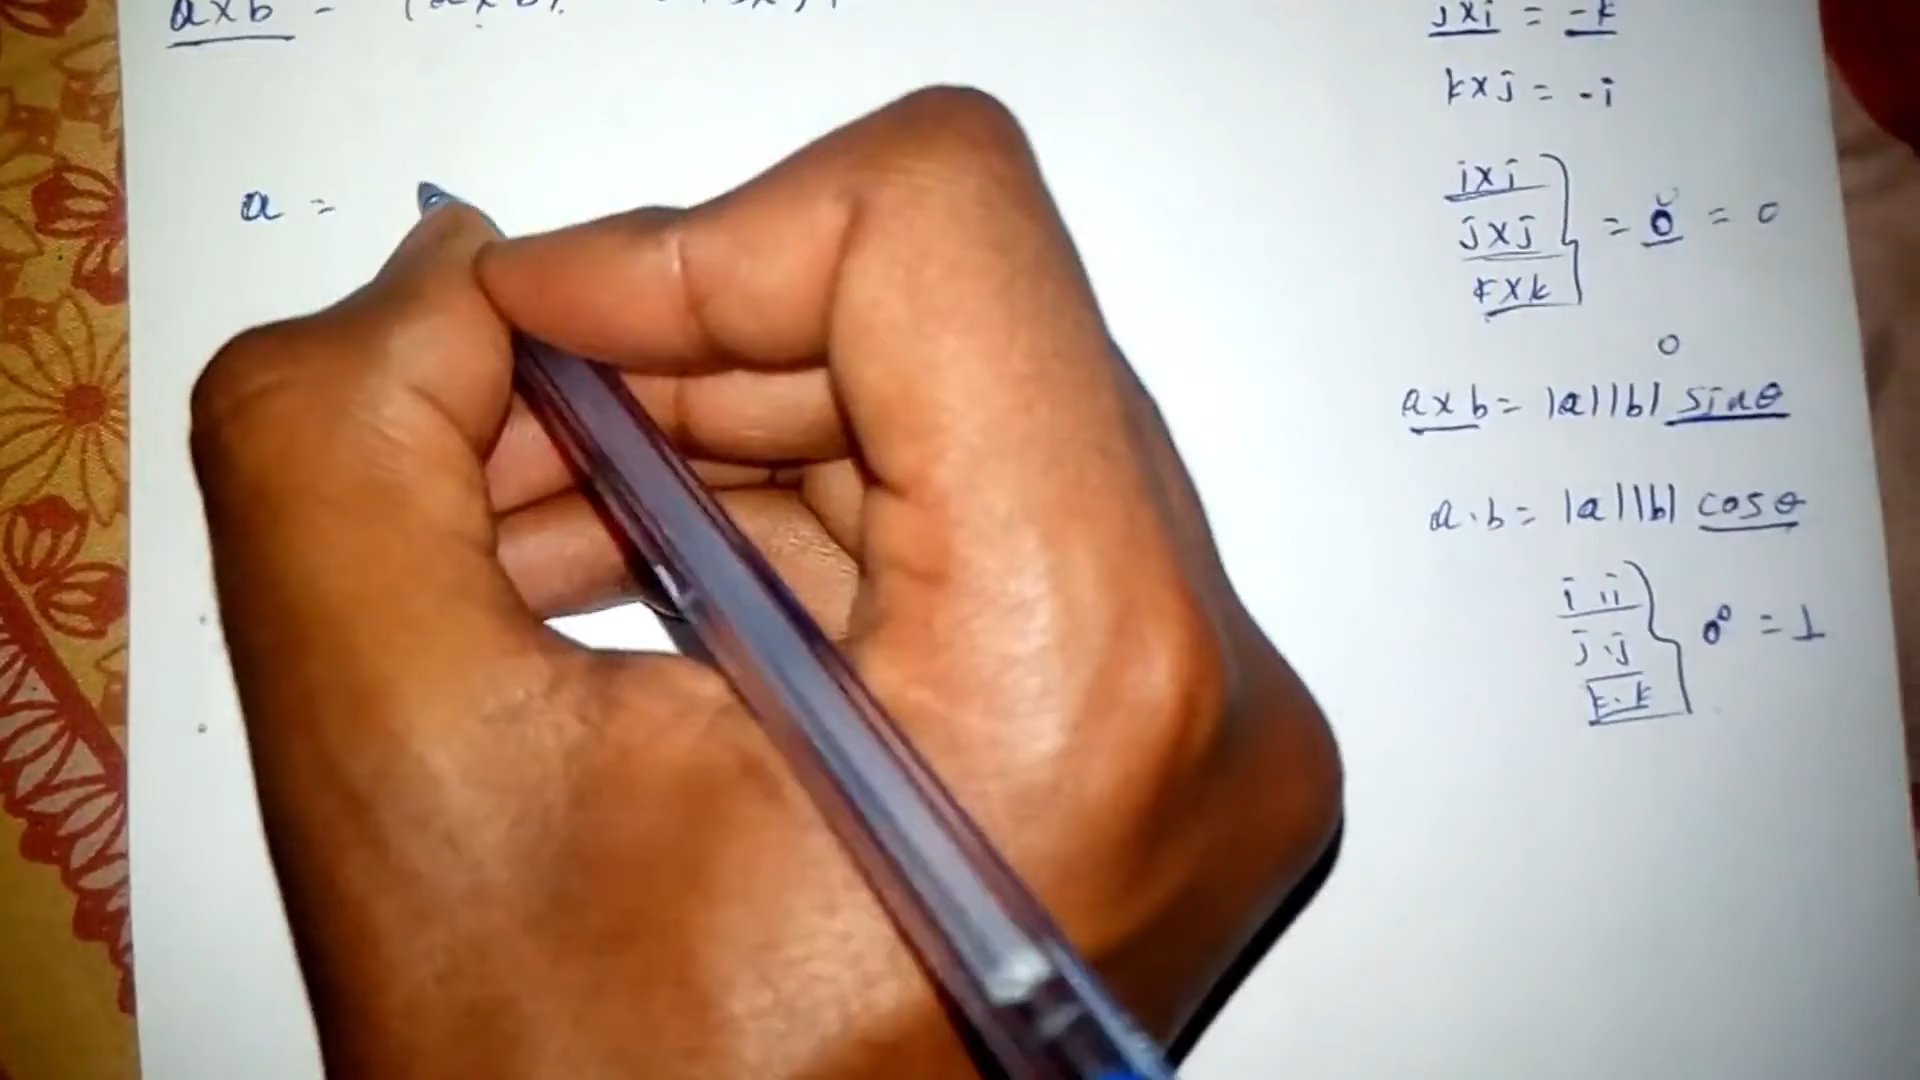 a×b =
j×i = -k
k×j = -i
a =
i×i
j×j
k×k
= 0 = 0
0
a×b = |a||b| sinθ
a·b = |a||b| cosθ
i·i
j·j
k·k
0° = 1